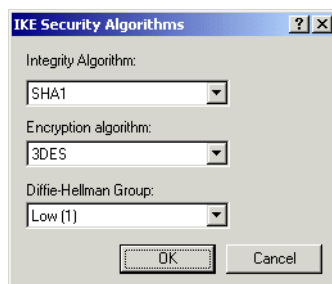 IKE Security Algorithms
Integrity Algorithm:
SHA1
Encryption algorithm:
3DES
Diffie-Hellman Group:
Low (1)
OK Cancel